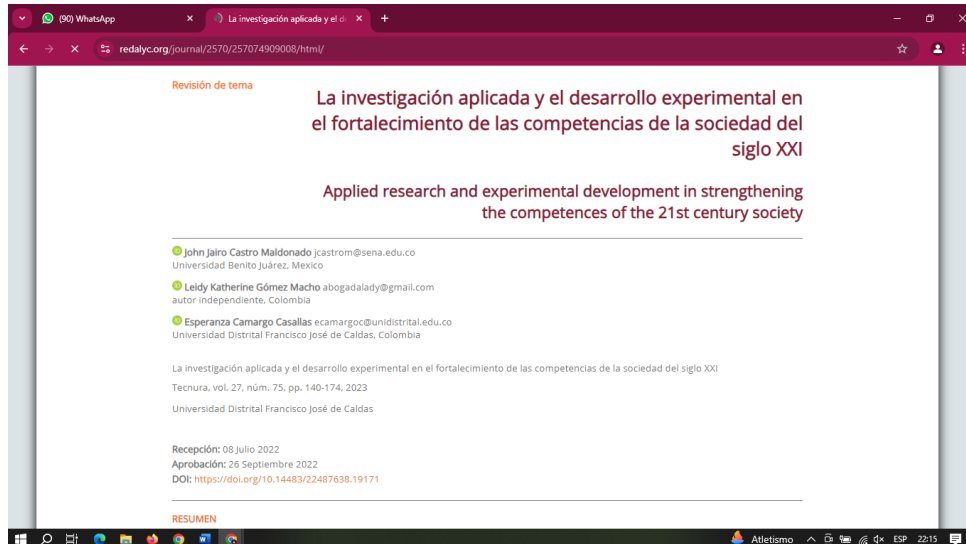 (90) WhatsApp
La investigación aplicada y el d
redalyc.org/journal/2570/257074909008/html/
Revisión de tema
La investigación aplicada y el desarrollo experimental en
el fortalecimiento de las competencias de la sociedad del
siglo XXI
Applied research and experimental development in strengthening
the competences of the 21st century society
John Jairo Castro Maldonado jcastrom@sena.edu.co
Universidad Benito Juárez, Mexico
Leidy Katherine Gómez Macho abogadalady@gmail.com
autor independiente, Colombia
Esperanza Camargo Casallas ecamargoc@unidistrital.edu.co
Universidad Distrital Francisco José de Caldas, Colombia
La investigación aplicada y el desarrollo experimental en el fortalecimiento de las competencias de la sociedad del siglo XXI
Tecnura, vol. 27, núm. 75, pp. 140-174, 2023
Universidad Distrital Francisco José de Caldas
Recepción: 08 Julio 2022
Aprobación: 26 Septiembre 2022
DOI: https://doi.org/10.14483/22487638.19171
RESUMEN
Atletismo ESP 22:15